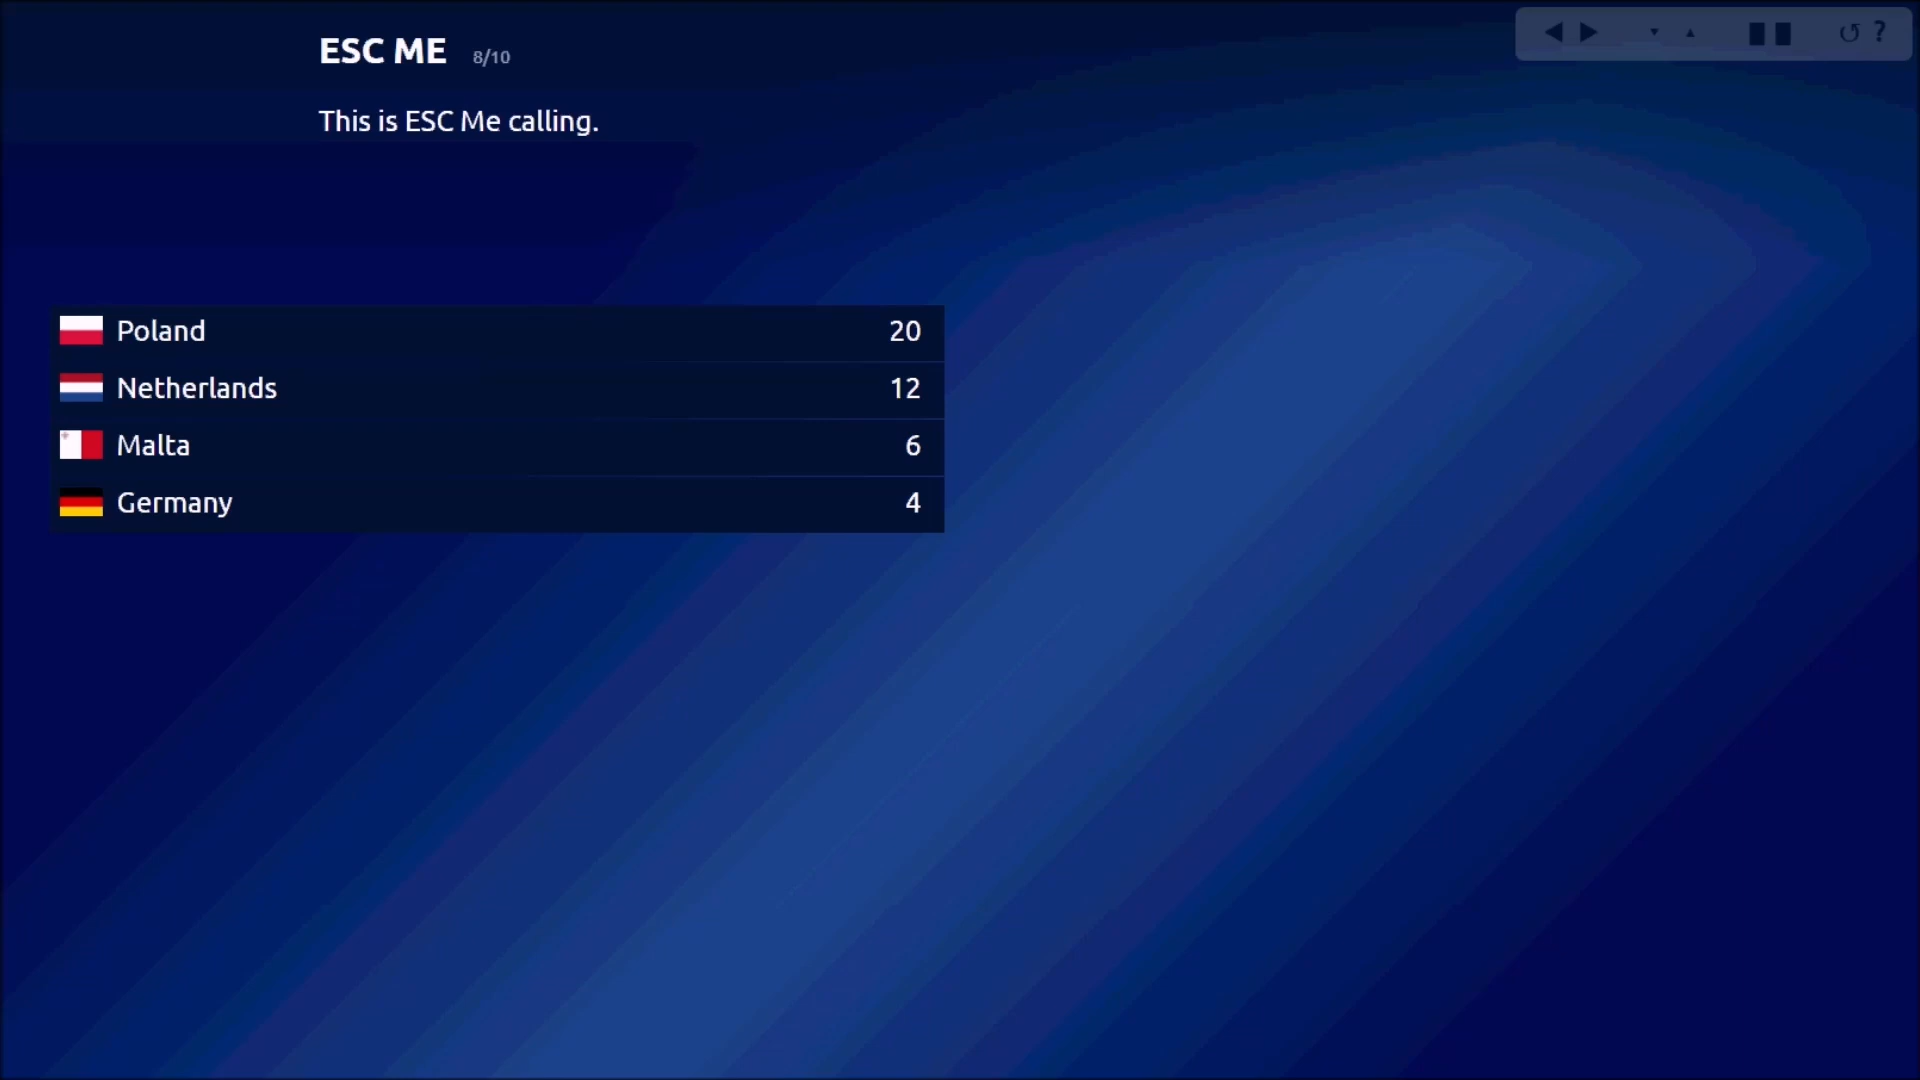 ESC ME 8/10
?
This is ESC Me calling.
Poland 20
Netherlands 12
Malta 6
Germany 4